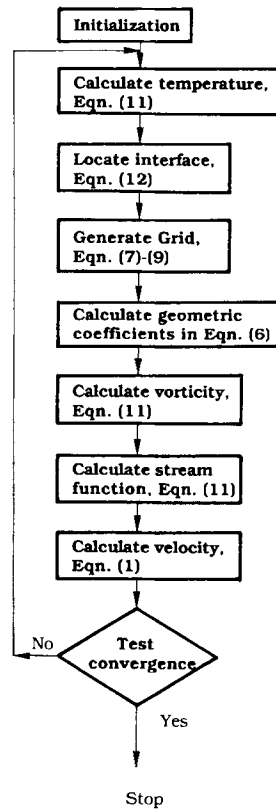 Initialization
Calculate temperature,
Eqn. (11)
Locate interface,
Eqn. (12)
Generate Grid,
Eqn. (7)-(9)
Calculate geometric
coefficients in Eqn. (6)
Calculate vorticity,
Eqn. (11)
Calculate stream
function, Eqn. (11)
Calculate velocity,
Eqn. (1)
No
Test
convergence
Yes
Stop